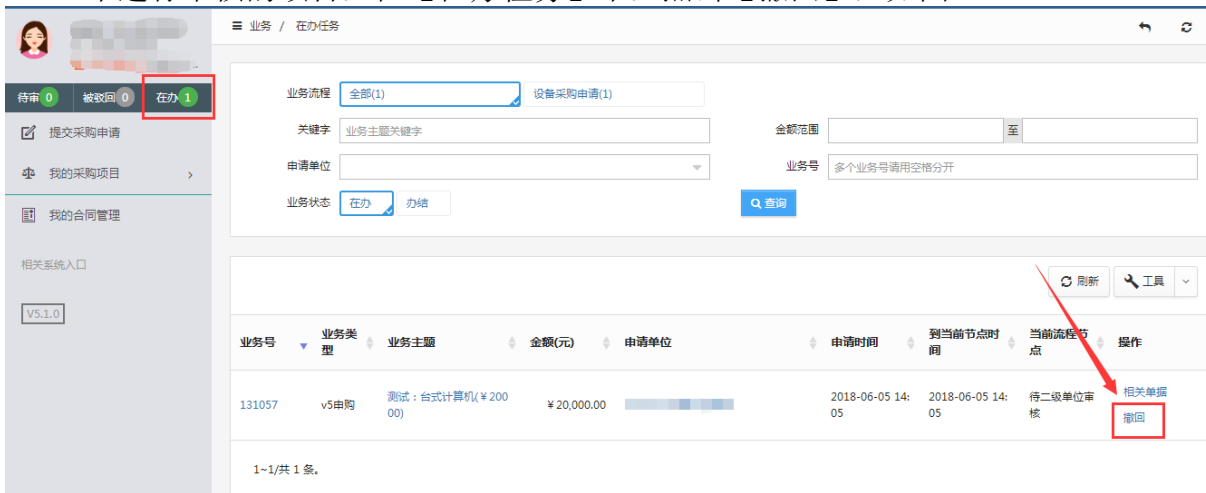 业务 / 在办任务
待审 0 被驳回 0 在办 1
提交采购申请
我的采购项目
我的合同管理
相关系统入口
V5.1.0
业务流程 全部(1) 设备采购申请(1)
关键字 业务主题关键字 金额范围 至
申请单位 业务号 多个业务号请用空格分开
业务状态 在办 办结 查询
刷新 工具
业务号 业务类型 业务主题 金额(元) 申请单位 申请时间 到当前节点时间 当前流程节点 操作
131057 v5申购 测试：台式计算机(￥20000) ￥20,000.00 2018-06-05 14:05 2018-06-05 14:05 待二级单位审核 相关单据
撤回
1~1/共 1 条。